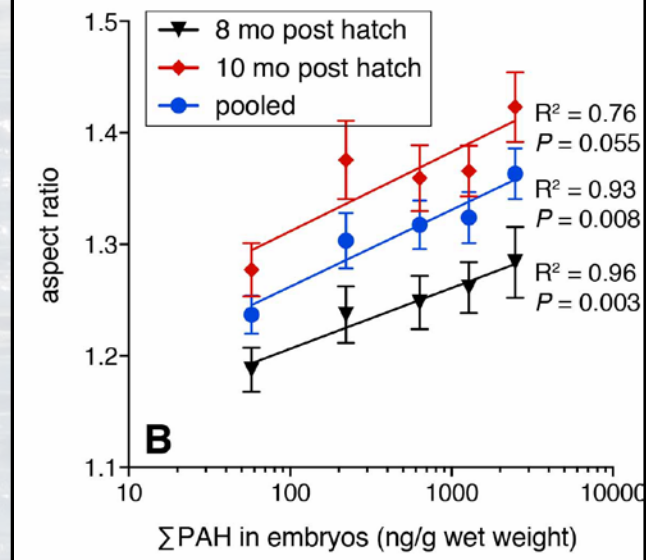 1.5
8 mo post hatch
10 mo post hatch
pooled
R² = 0.76
P = 0.055
1.4
R² = 0.93
P = 0.008
1.3
R² = 0.96
P = 0.003
1.2
1.1
aspect ratio
B
10 100 1000 10000
∑PAH in embryos (ng/g wet weight)